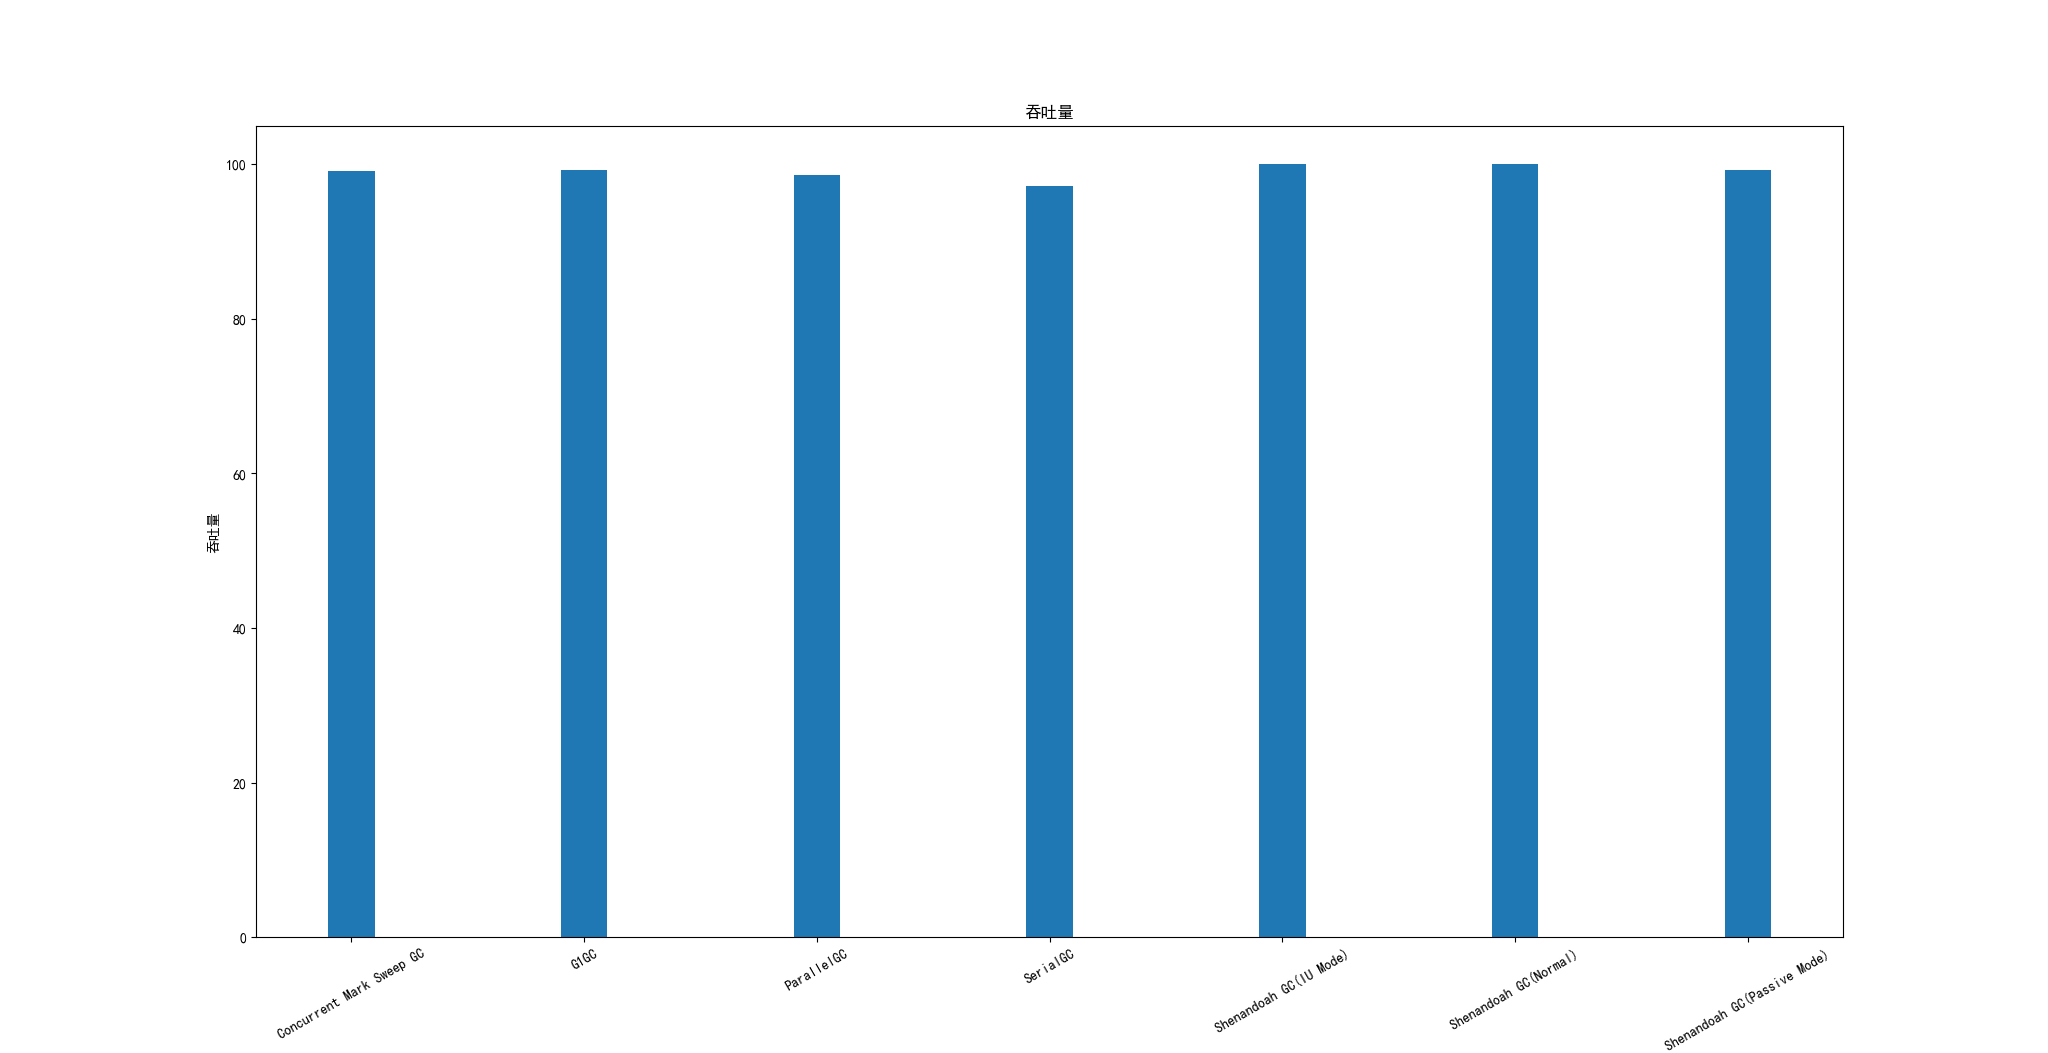 吞吐量
100
80
60
40
20
0
吞吐量
Concurrent Mark Sweep GC
G1GC
ParallelGC
SerialGC
Shenandoah GC(IU Mode)
Shenandoah GC(Normal)
Shenandoah GC(Passive Mode)